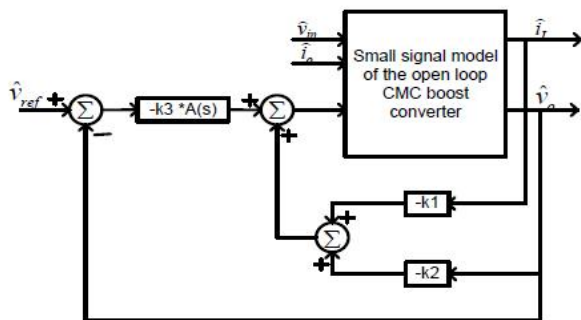 v̂in
îo
Small signal model
of the open loop
CMC boost
converter
îL
v̂o
v̂ref
+
Σ
−
-k3 *A(s)
+
Σ
+
-k1
+
Σ
+
-k2